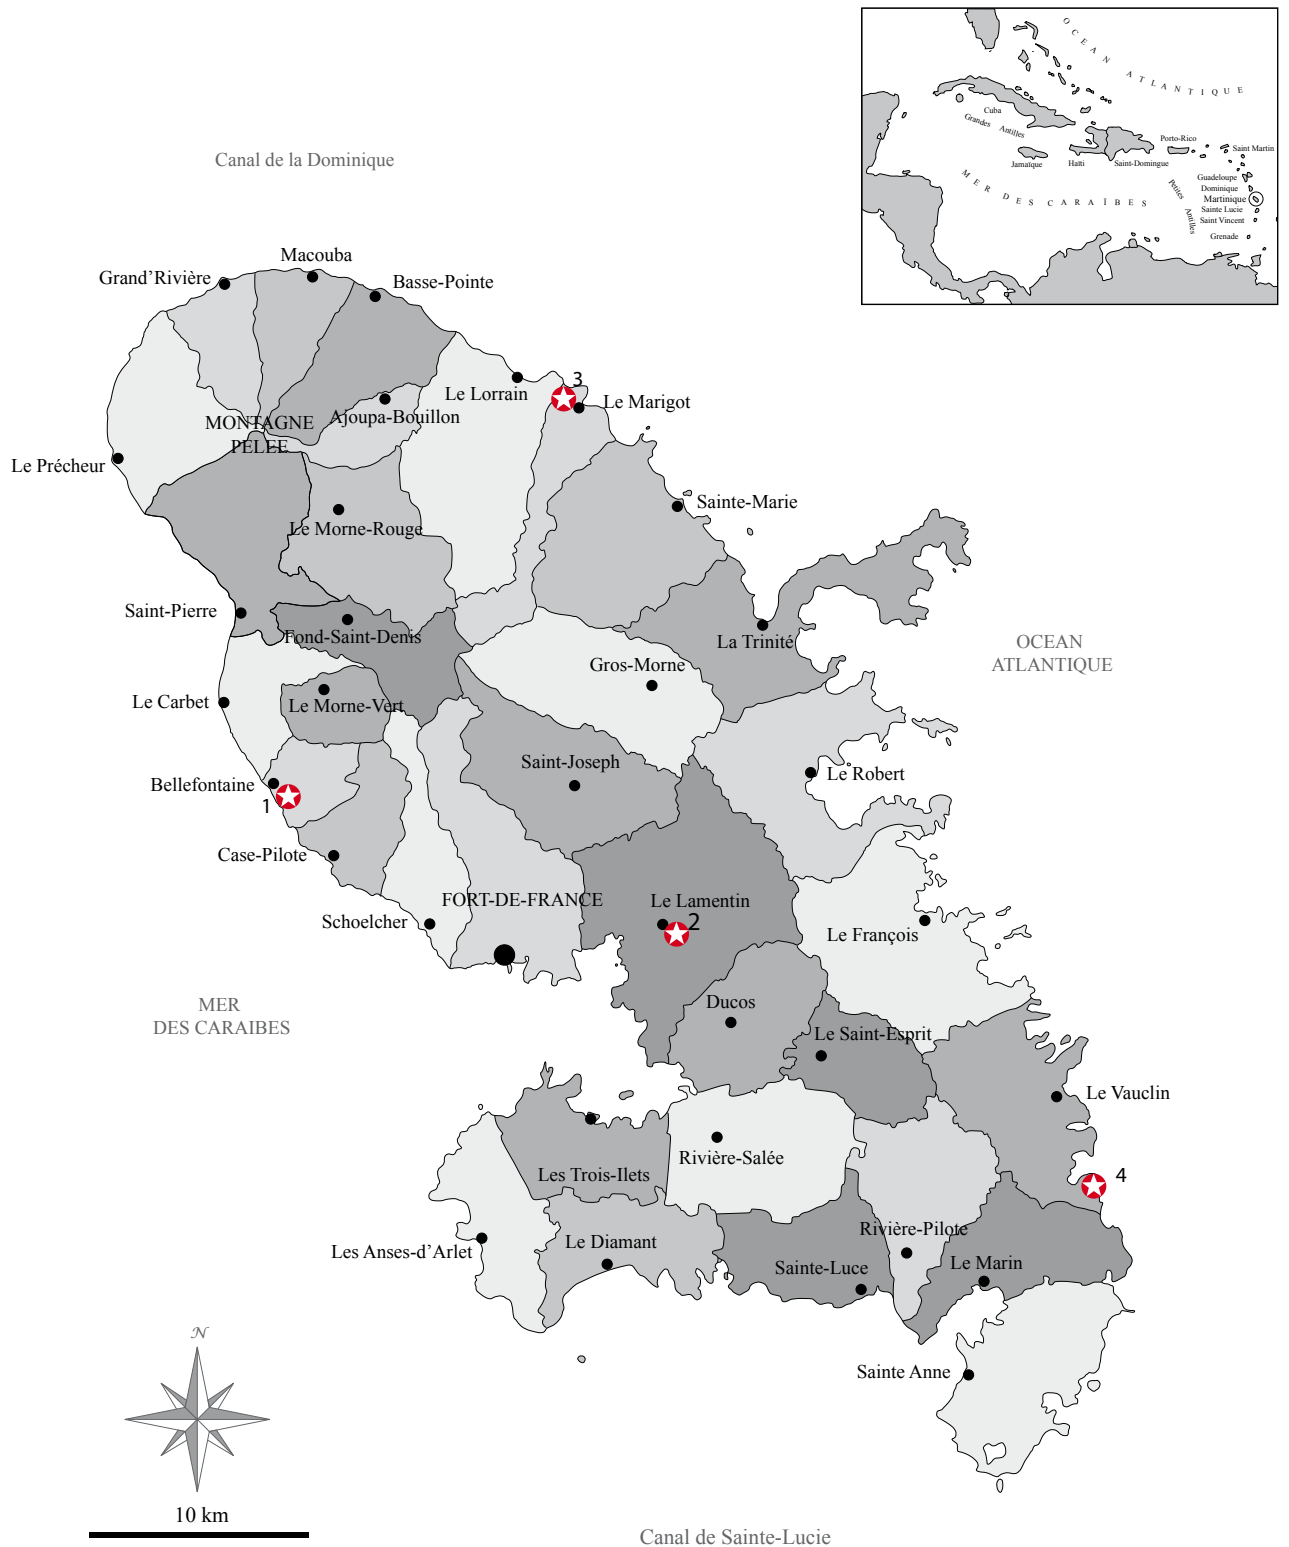 OCEAN ATLANTIQUE
Cuba
Grandes Antilles
Porto-Rico
Saint Martin
Jamaïque
Haïti
Saint-Domingue
MER DES CARAÏBES
Petites Antilles
Guadeloupe
Dominique
Martinique
Sainte Lucie
Saint Vincent
Grenade
Canal de la Dominique
Macouba
Grand’Rivière
Basse-Pointe
3
Le Lorrain
Le Marigot
Ajoupa-Bouillon
MONTAGNE
PELEE
Le Précheur
Sainte-Marie
Le Morne-Rouge
Saint-Pierre
Fond-Saint-Denis
La Trinité
OCEAN
ATLANTIQUE
Gros-Morne
Le Carbet
Le Morne-Vert
Saint-Joseph
Le Robert
Bellefontaine
1
Case-Pilote
FORT-DE-FRANCE
Le Lamentin
2
Schoelcher
Le François
MER
DES CARAIBES
Ducos
Le Saint-Esprit
Le Vauclin
Rivière-Salée
Les Trois-Ilets
4
Rivière-Pilote
Les Anses-d’Arlet
Le Diamant
Sainte-Luce
Le Marin
N
Sainte Anne
10 km
Canal de Sainte-Lucie